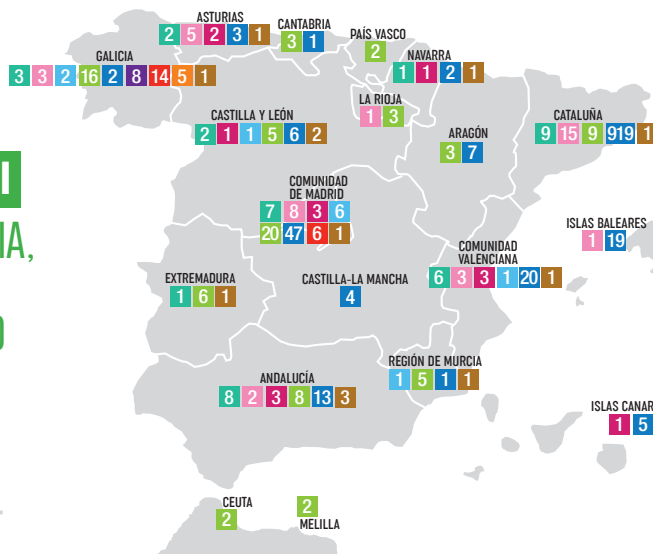 ASTURIAS
2 5 2 3 1
CANTABRIA
3 1
PAÍS VASCO
2
NAVARRA
1 1 2 1
GALICIA
3 3 2 16 2 8 14 5 1
LA RIOJA
1 3
CASTILLA Y LEÓN
2 1 1 5 6 2
ARAGÓN
3 7
CATALUÑA
9 15 9 919 1
COMUNIDAD
DE MADRID
7 8 3 6
20 47 6 1
ISLAS BALEARES
1 19
COMUNIDAD
VALENCIANA
6 3 3 1 20 1
EXTREMADURA
1 6 1
CASTILLA-LA MANCHA
4
REGIÓN DE MURCIA
1 5 1 1
ANDALUCÍA
8 2 3 8 13 3
ISLAS CANAR
1 5
CEUTA
2
2
MELILLA
I
IA,